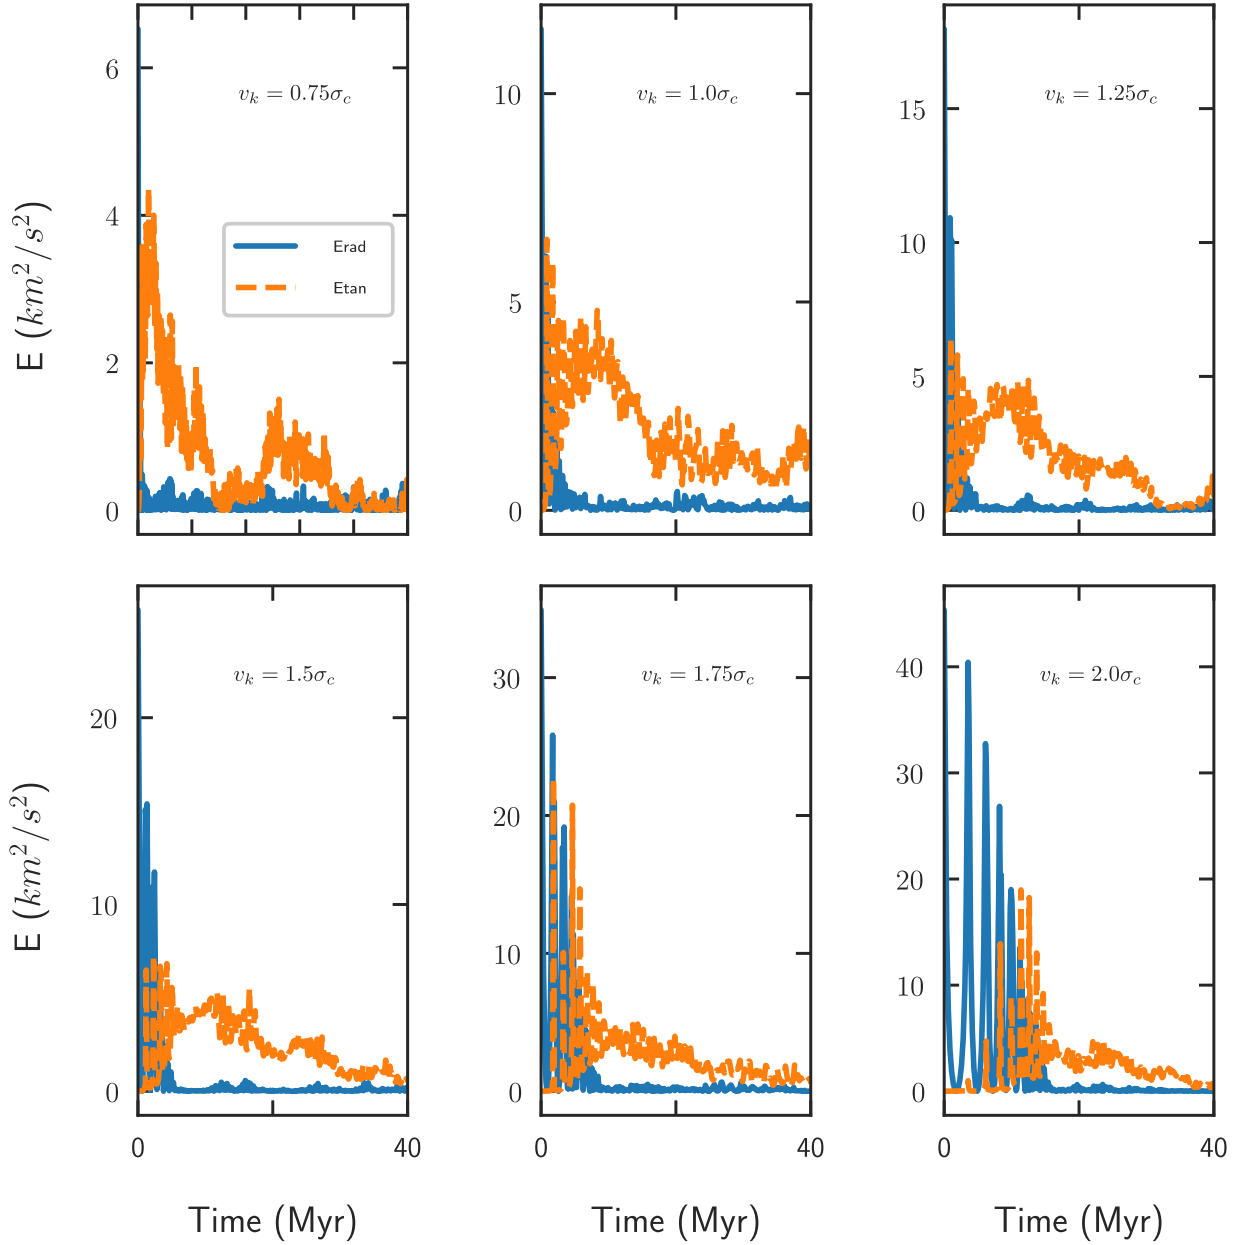 E (km²/s²)
6
4
2
0
v_k = 0.75σ_c
Erad
Etan
10
5
0
v_k = 1.0σ_c
15
10
5
0
v_k = 1.25σ_c
E (km²/s²)
20
10
0
v_k = 1.5σ_c
0
40
Time (Myr)
30
20
10
0
v_k = 1.75σ_c
0
40
Time (Myr)
40
30
20
10
0
v_k = 2.0σ_c
0
40
Time (Myr)